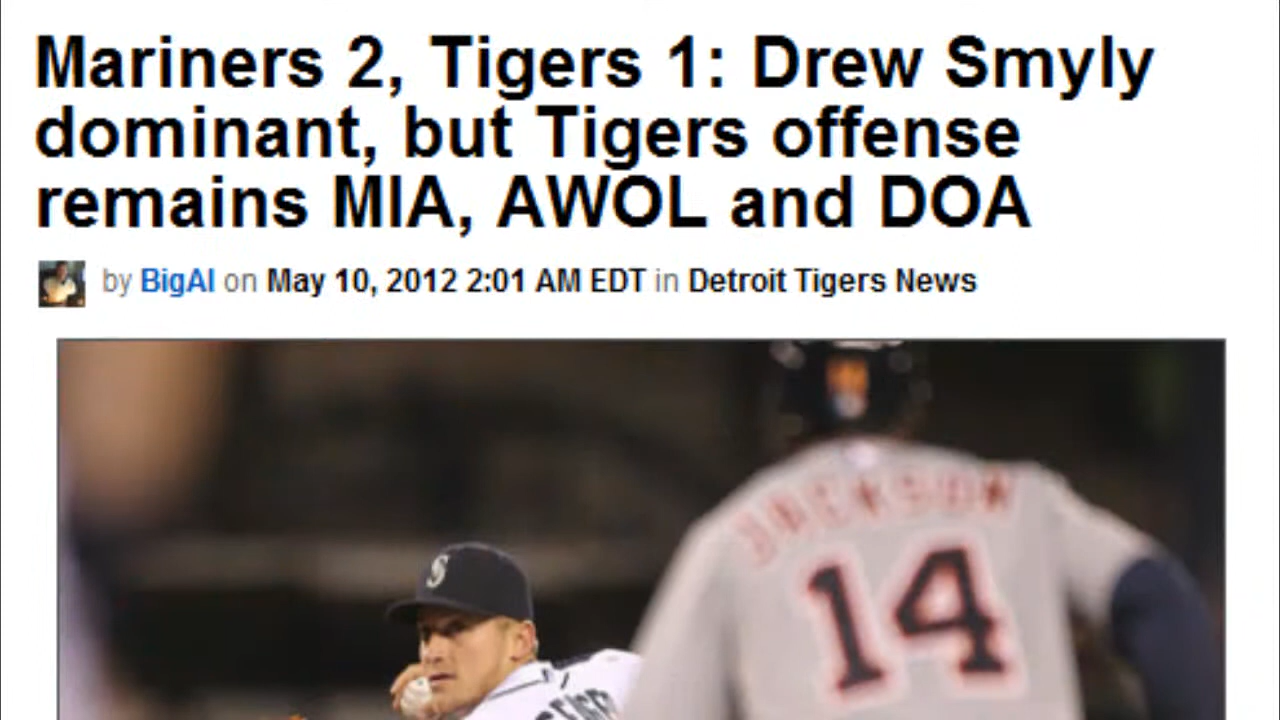 Mariners 2, Tigers 1: Drew Smyly
dominant, but Tigers offense
remains MIA, AWOL and DOA
by BigAl on May 10, 2012 2:01 AM EDT in Detroit Tigers News
S
JACKSON
14